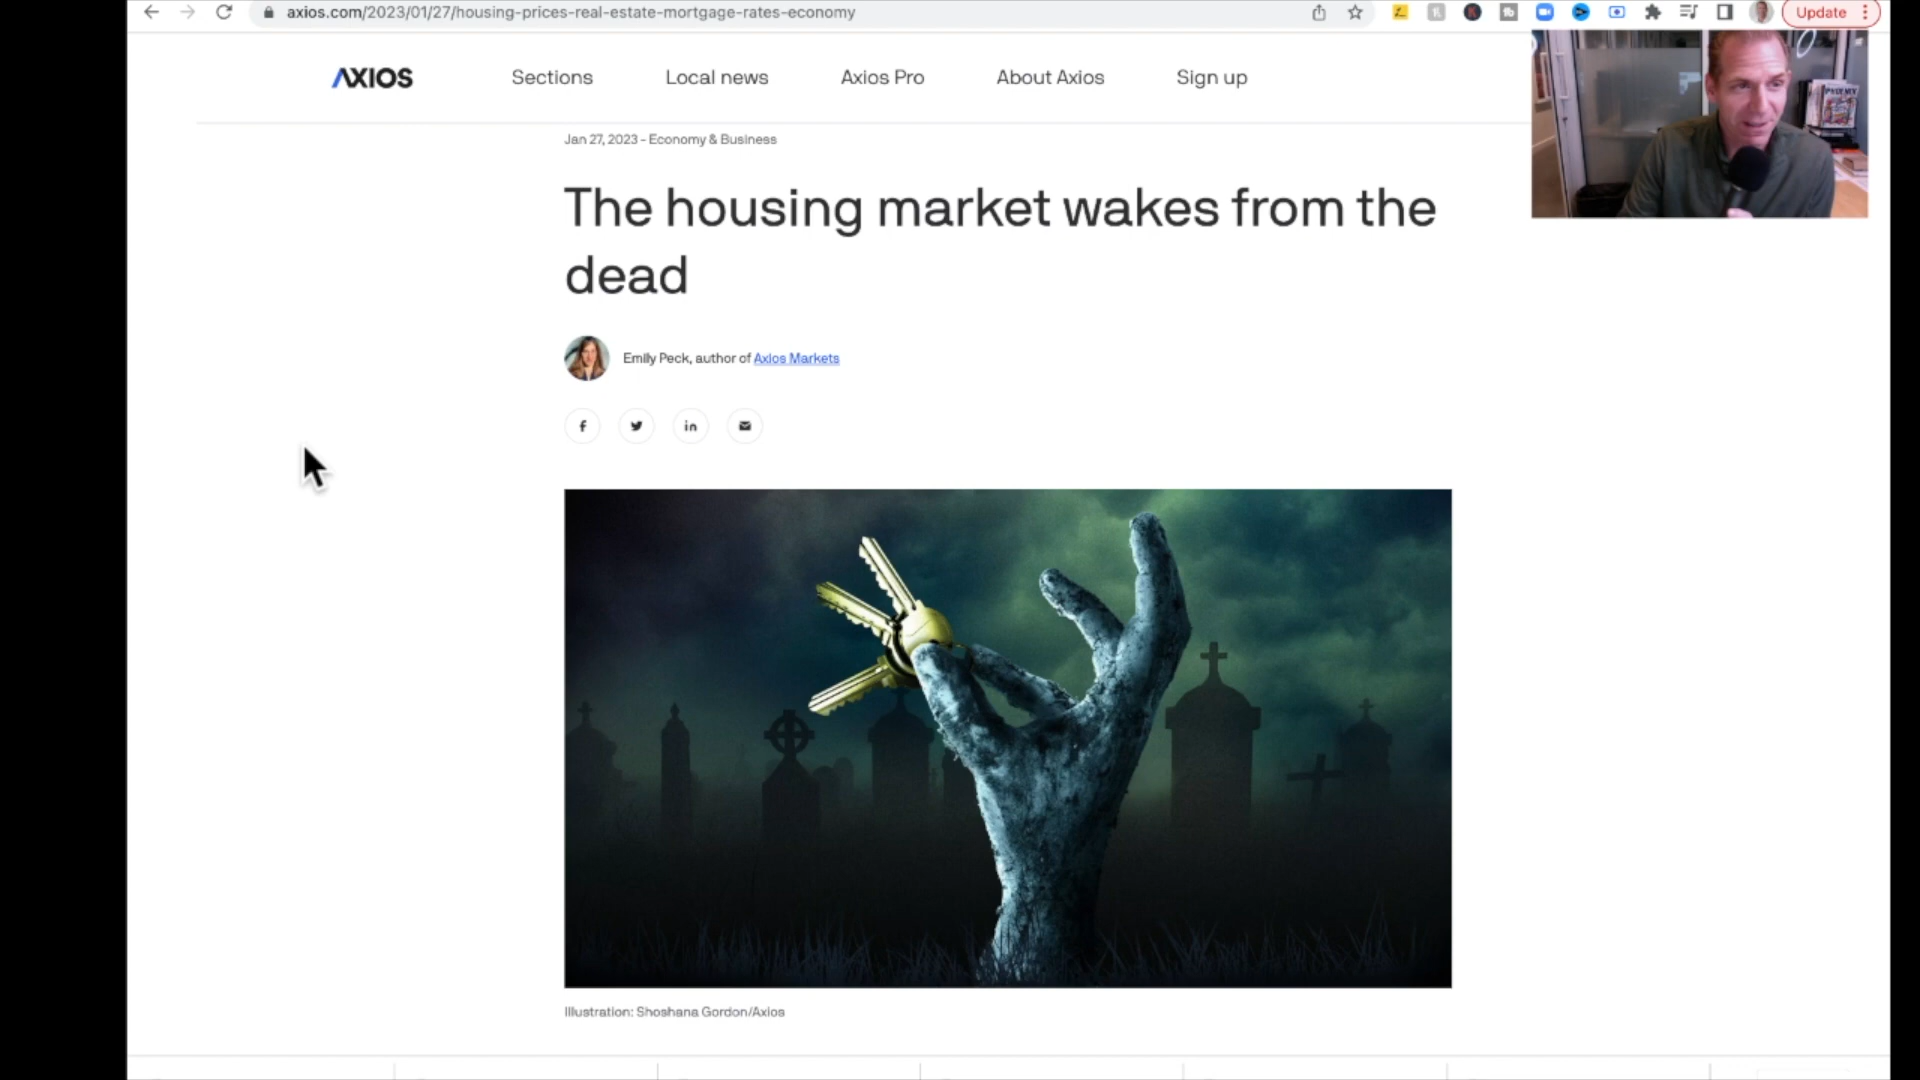 axios.com/2023/01/27/housing-prices-real-estate-mortgage-rates-economy
Update
AXIOS
Sections
Local news
Axios Pro
About Axios
Sign up
Jan 27, 2023 - Economy & Business
The housing market wakes from the
dead
Emily Peck, author of Axios Markets
Illustration: Shoshana Gordon/Axios